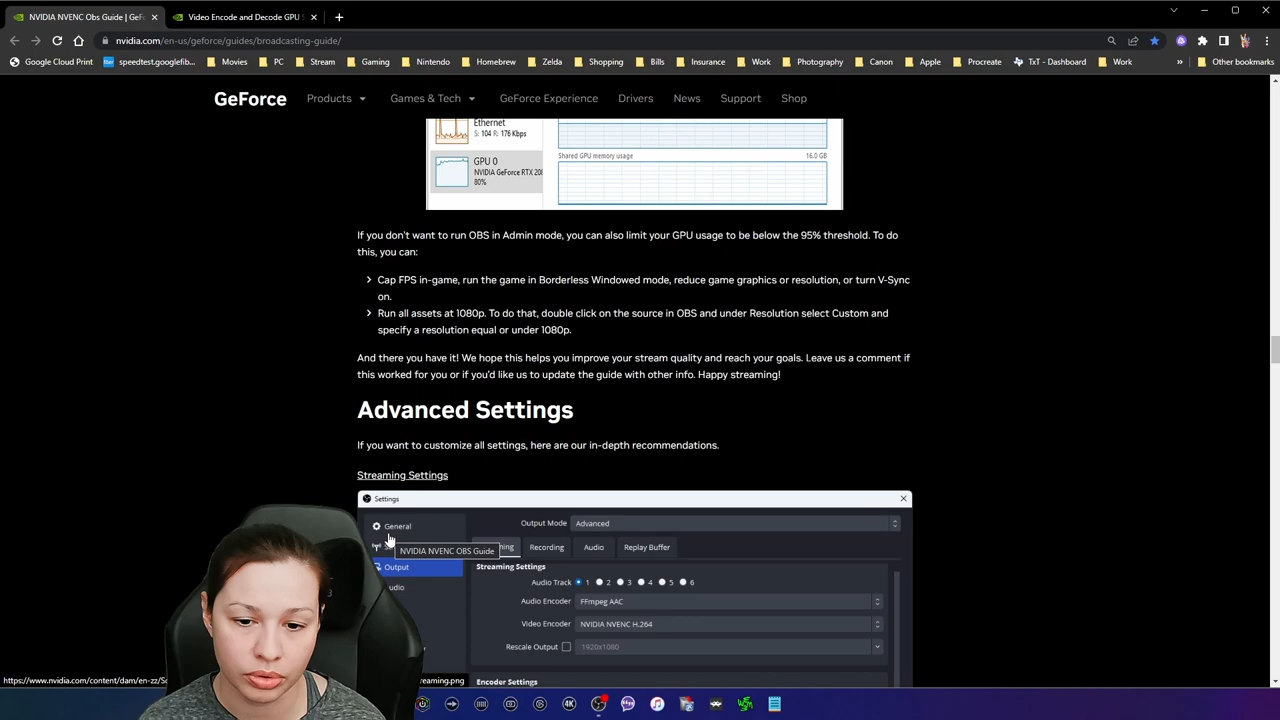 NVIDIA NVENC Obs Guide | GeF
Video Encode and Decode GPU S
nvidia.com/en-us/geforce/guides/broadcasting-guide/
Google Cloud Print
speedtest.googlefib...
Movies
PC
Stream
Gaming
Nintendo
Homebrew
Zelda
Shopping
Bills
Insurance
Work
Photography
Canon
Apple
Procreate
TxT - Dashboard
Work
»
Other bookmarks
GeForce
Products
Games & Tech
GeForce Experience
Drivers
News
Support
Shop
Ethernet
S: 104 R: 176 Kbps
Shared GPU memory usage
16.0 GB
GPU 0
NVIDIA GeForce RTX 208
80%
If you don't want to run OBS in Admin mode, you can also limit your GPU usage to be below the 95% threshold. To do
this, you can:
Cap FPS in-game, run the game in Borderless Windowed mode, reduce game graphics or resolution, or turn V-Sync
on.
Run all assets at 1080p. To do that, double click on the source in OBS and under Resolution select Custom and
specify a resolution equal or under 1080p.
And there you have it! We hope this helps you improve your stream quality and reach your goals. Leave us a comment if
this worked for you or if you'd like us to update the guide with other info. Happy streaming!
Advanced Settings
If you want to customize all settings, here are our in-depth recommendations.
Streaming Settings
Settings
General
Output Mode
Advanced
NVIDIA NVENC OBS Guide
Recording
Audio
Replay Buffer
Output
Streaming Settings
Audio Track
1
2
3
4
5
6
Audio Encoder
FFmpeg AAC
Video Encoder
NVIDIA NVENC H.264
Rescale Output
1920x1080
Encoder Settings
https://www.nvidia.com/content/dam/en-zz/So
reaming.png
4K